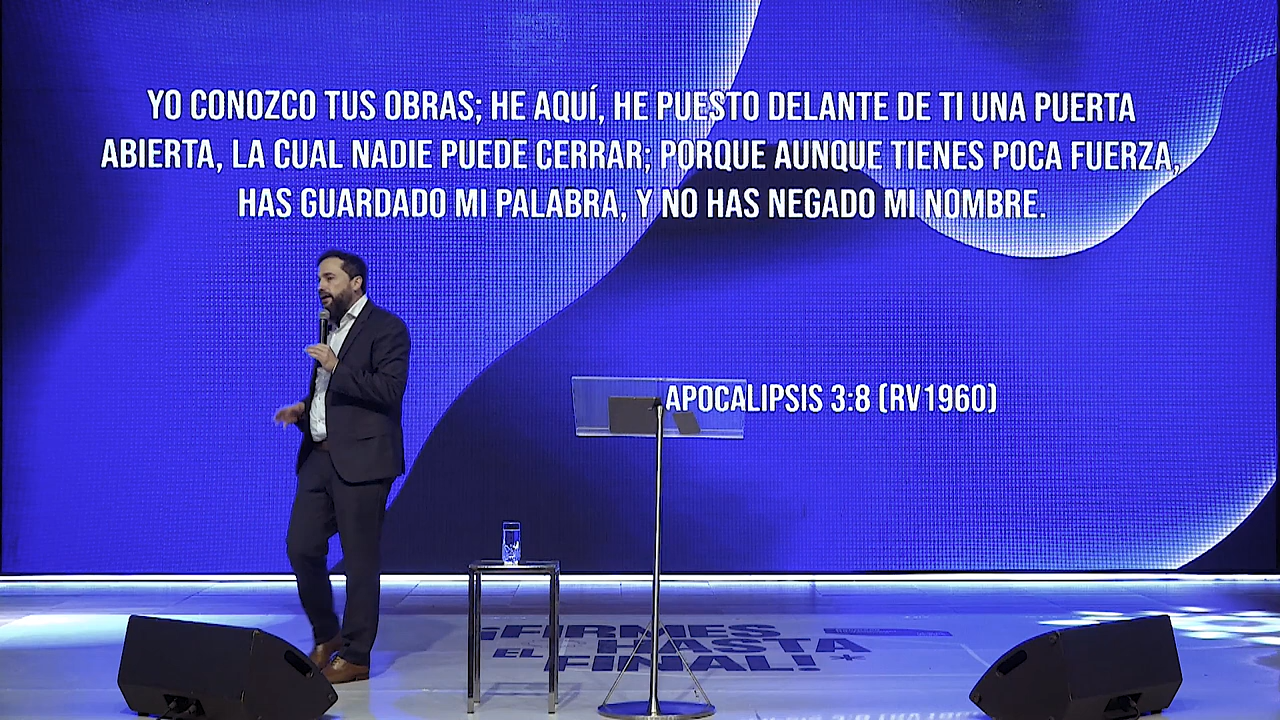 YO CONOZCO TUS OBRAS; HE AQUÍ, HE PUESTO DELANTE DE TI UNA PUERTA
ABIERTA, LA CUAL NADIE PUEDE CERRAR; PORQUE AUNQUE TIENES POCA FUERZA,
HAS GUARDADO MI PALABRA, Y NO HAS NEGADO MI NOMBRE.
APOCALIPSIS 3:8 (RV1960)
¡FIRMES
HASTA
EL
FINAL!*